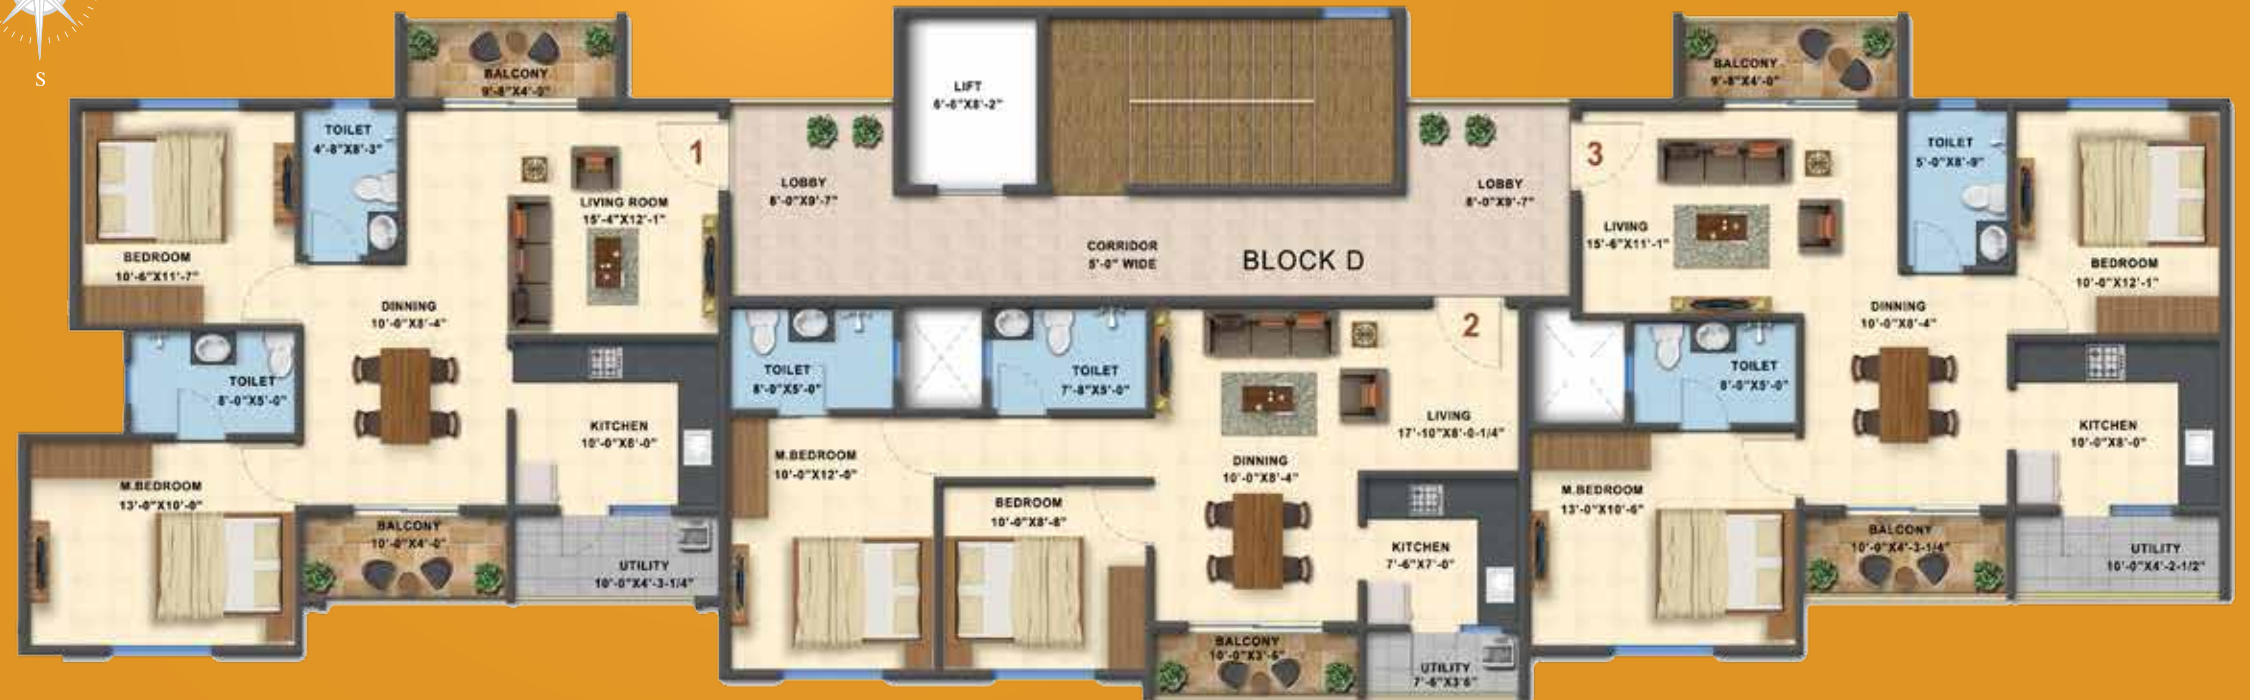 S
BALCONY
9'-8"X4'-0"
TOILET
4'-8"X8'-3"
1
LIVING ROOM
15'-4"X12'-1"
BEDROOM
10'-6"X11'-7"
DINNING
10'-0"X8'-4"
TOILET
8'-0"X5'-0"
KITCHEN
10'-0"X8'-0"
M.BEDROOM
13'-0"X10'-0"
BALCONY
10'-0"X4'-0"
UTILITY
10'-0"X4'-3-1/4"
LIFT
6'-6"X8'-2"
LOBBY
8'-0"X9'-7"
CORRIDOR
5'-0" WIDE
BLOCK D
LOBBY
8'-0"X9'-7"
TOILET
8'-0"X5'-0"
TOILET
7'-8"X5'-0"
2
LIVING
17'-10"X8'-0-1/4"
M.BEDROOM
10'-0"X12'-0"
DINNING
10'-0"X8'-4"
BEDROOM
10'-0"X8'-8"
KITCHEN
7'-6"X7'-0"
BALCONY
10'-0"X3'-6"
UTILITY
7'-6"X3'6"
BALCONY
9'-8"X4'-0"
3
TOILET
5'-0"X8'-9"
LIVING
15'-6"X11'-1"
BEDROOM
10'-0"X12'-1"
DINNING
10'-0"X8'-4"
TOILET
8'-0"X5'-0"
KITCHEN
10'-0"X8'-0"
M.BEDROOM
13'-0"X10'-6"
BALCONY
10'-0"X4'-3-1/4"
UTILITY
10'-0"X4'-2-1/2"